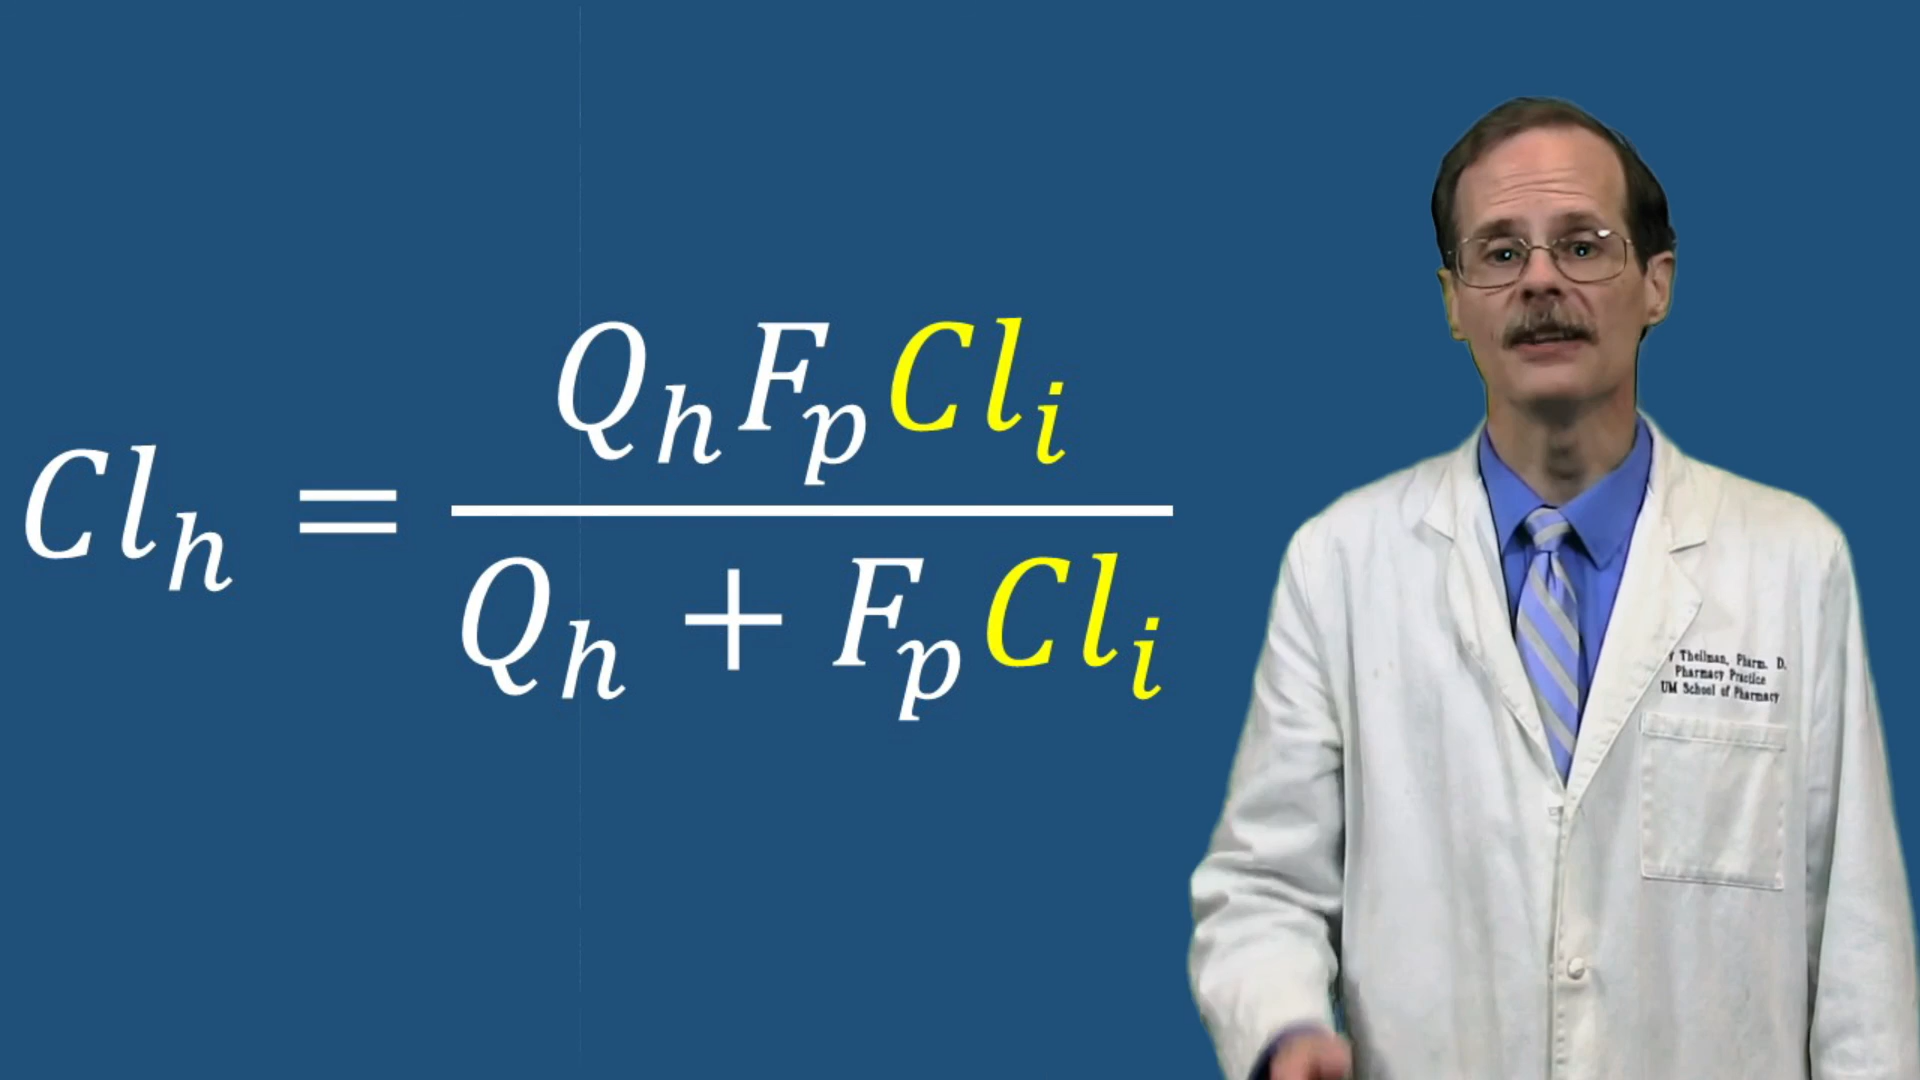 Cl_h = Q_h F_p Cl_i / Q_h + F_p Cl_i
Theilman, Pharm. D.
Pharmacy Practice
UM School of Pharmacy